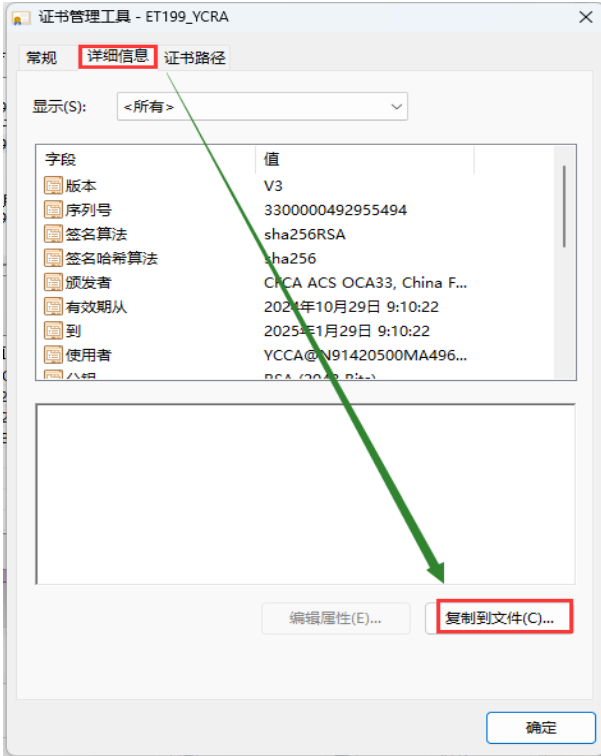 证书管理工具 - ET199_YCRA
常规 详细信息 证书路径
显示(S): <所有>
字段 值
版本 V3
序列号 3300000492955494
签名算法 sha256RSA
签名哈希算法 sha256
颁发者 CFCA ACS OCA33, China F...
有效期从 2024年10月29日 9:10:22
到 2025年1月29日 9:10:22
使用者 YCCA@N91420500MA496...
公钥 RSA (2048 Bits)
编辑属性(E)... 复制到文件(C)...
确定